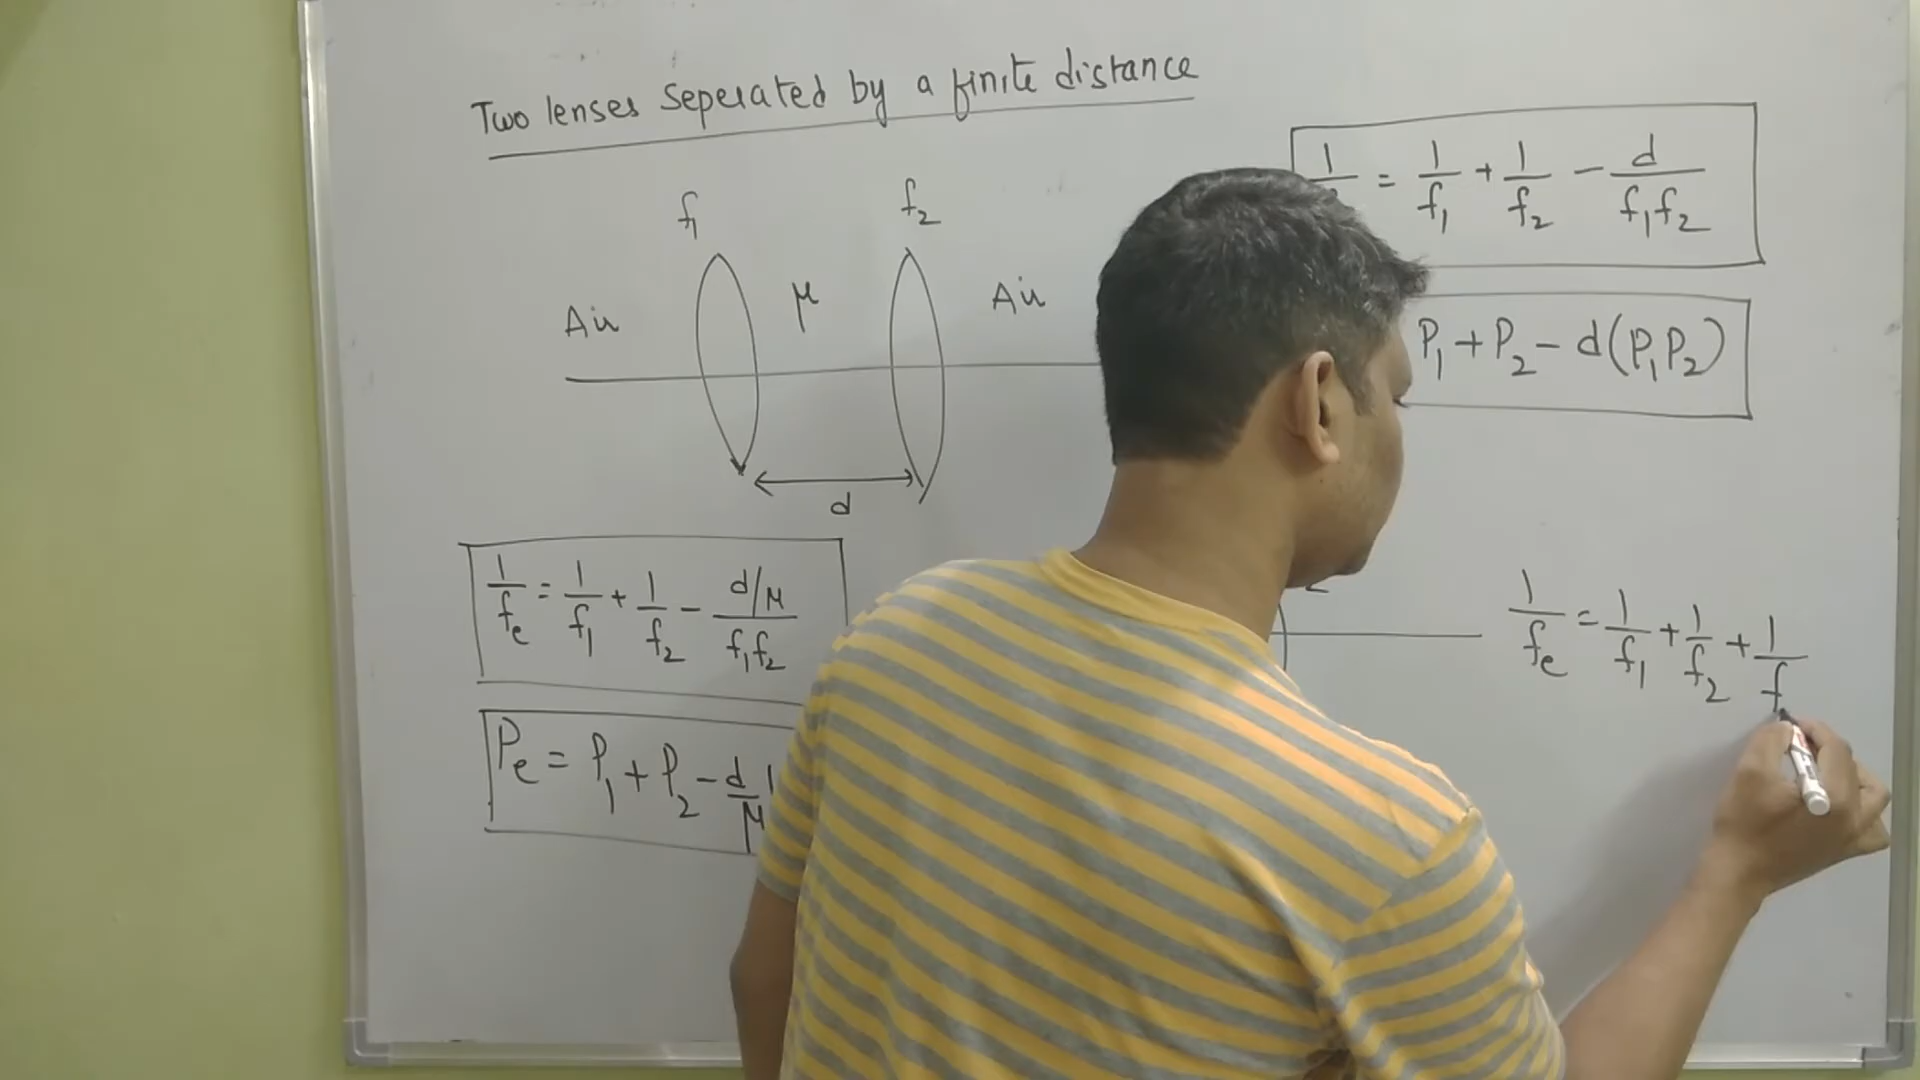 Two lenses Seperated by a finite distance
f1 f2
Air μ Air
d
1/fe = 1/f1 + 1/f2 - (d/μ)/(f1f2)
Pe = P1 + P2 - d/μ
1/ = 1/f1 + 1/f2 - d/(f1f2)
P1 + P2 - d(P1P2)
1/fe = 1/f1 + 1/f2 + 1/f